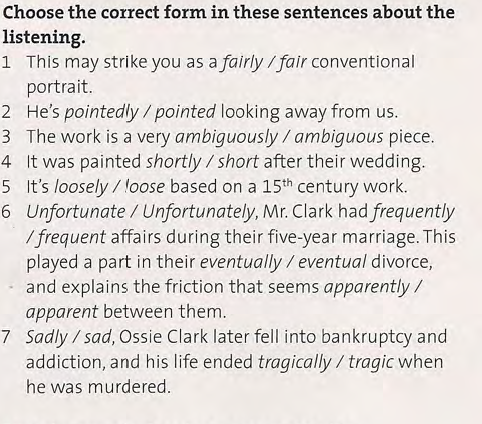 Choose the correct form in these sentences about the
listening.
1 This may strike you as a fairly / fair conventional
portrait.
2 He's pointedly / pointed looking away from us.
3 The work is a very ambiguously / ambiguous piece.
4 It was painted shortly / short after their wedding.
5 It's loosely / loose based on a 15th century work.
6 Unfortunate / Unfortunately, Mr. Clark had frequently
/ frequent affairs during their five-year marriage. This
played a part in their eventually / eventual divorce,
and explains the friction that seems apparently /
apparent between them.
7 Sadly / sad, Ossie Clark later fell into bankruptcy and
addiction, and his life ended tragically / tragic when
he was murdered.